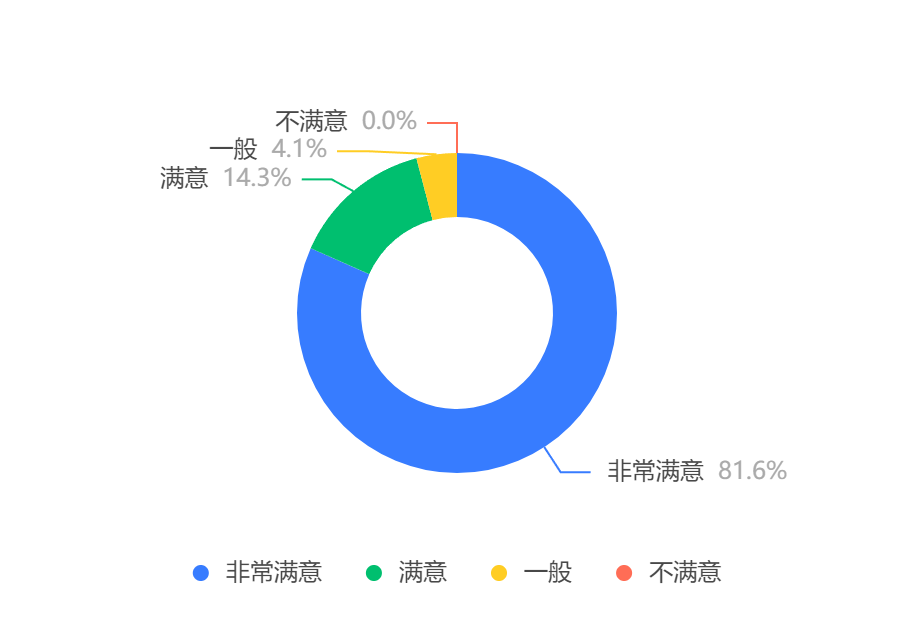 不满意 0.0%
一般 4.1%
满意 14.3%
非常满意 81.6%
非常满意 满意 一般 不满意